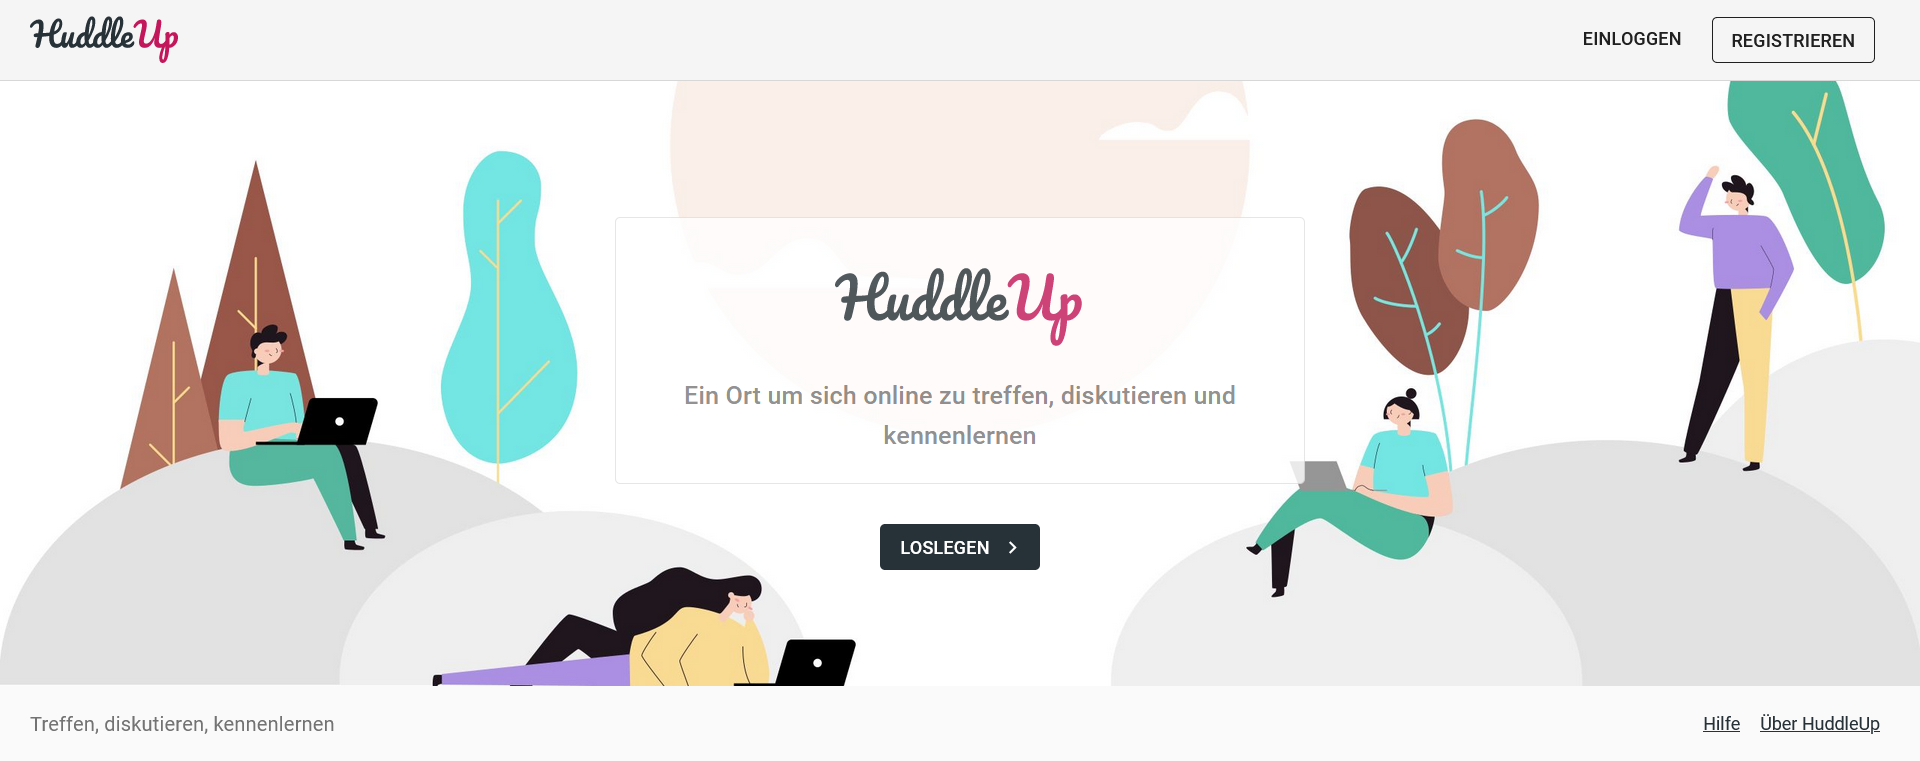 HuddleUp
EINLOGGEN
REGISTRIEREN
HuddleUp
Ein Ort um sich online zu treffen, diskutieren und
kennenlernen
LOSLEGEN
Treffen, diskutieren, kennenlernen
Hilfe
Über HuddleUp